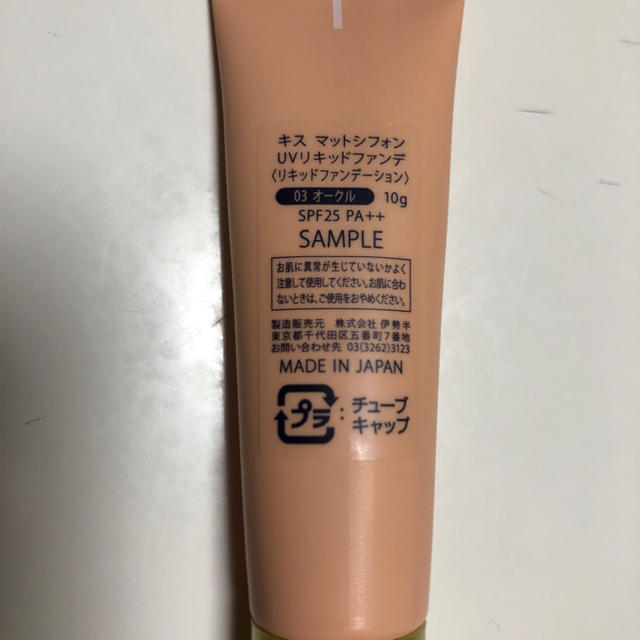 キス マットシフォン
UVリキッドファンデ
〈リキッドファンデーション〉
03 オークル 10g
SPF25 PA++
SAMPLE
お肌に異常が生じていないかよく
注意して使用してください。お肌に合わ
ないときは、ご使用をおやめください。
製造販売元 株式会社 伊勢半
東京都千代田区五番町7番地
お問い合わせ先 03(3262)3123
MADE IN JAPAN
プラ : チューブ
キャップ